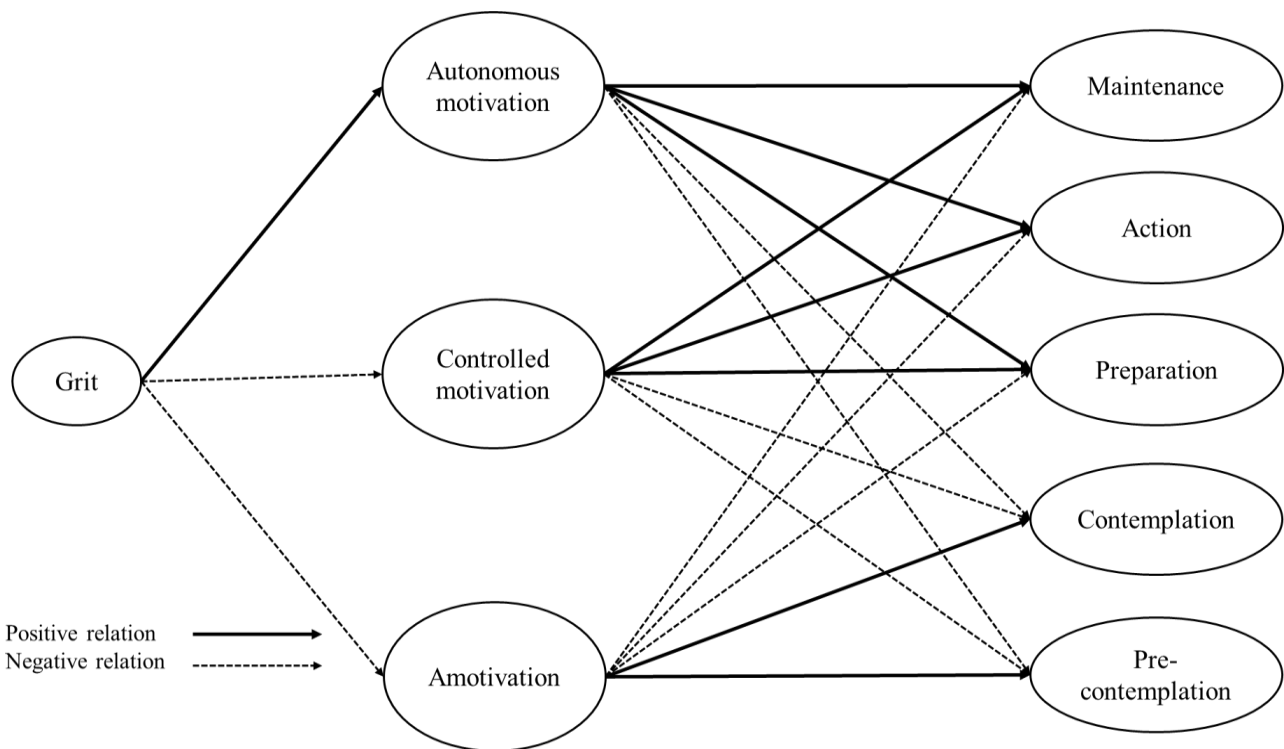 Autonomous
motivation
Maintenance
Action
Grit
Controlled
motivation
Preparation
Contemplation
Positive relation
Negative relation
Amotivation
Pre-
contemplation